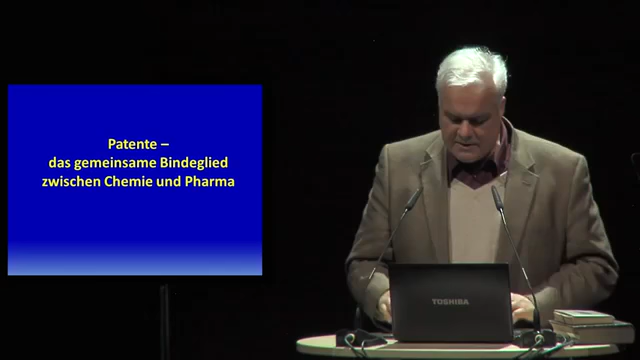 Patente –
das gemeinsame Bindeglied
zwischen Chemie und Pharma
TOSHIBA